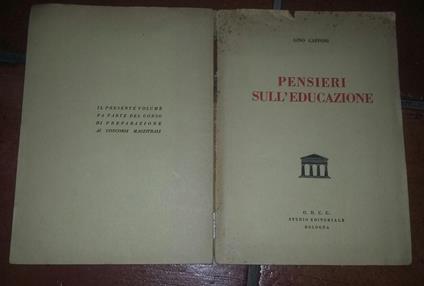 IL PRESENTE VOLUME
FA PARTE DEL CORSO
DI PREPARAZIONE
AI CONCORSI MAGISTRALI
GINO CAPPONI
PENSIERI
SULL'EDUCAZIONE
STUDIO EDITORIALE
BOLOGNA